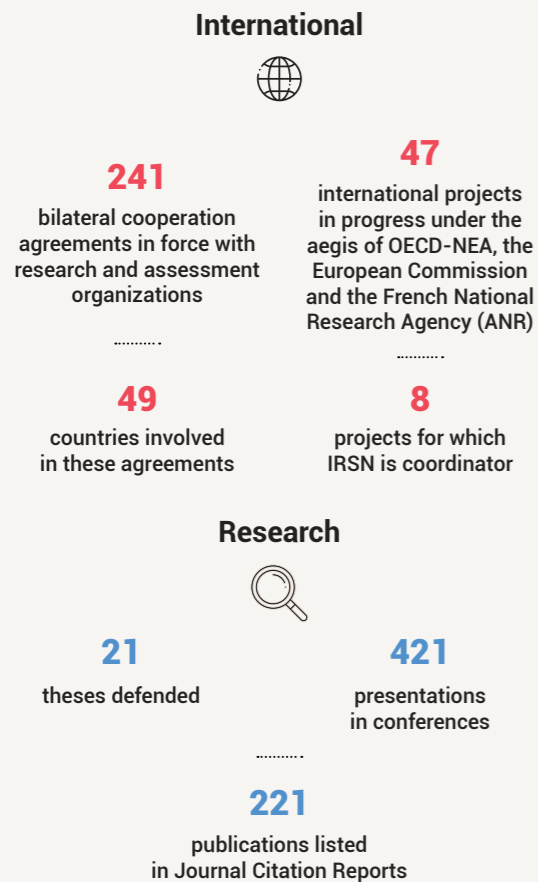 International
241
bilateral cooperation
agreements in force with
research and assessment
organizations
47
international projects
in progress under the
aegis of OECD-NEA, the
European Commission
and the French National
Research Agency (ANR)
49
countries involved
in these agreements
8
projects for which
IRSN is coordinator
Research
21
theses defended
421
presentations
in conferences
221
publications listed
in Journal Citation Reports